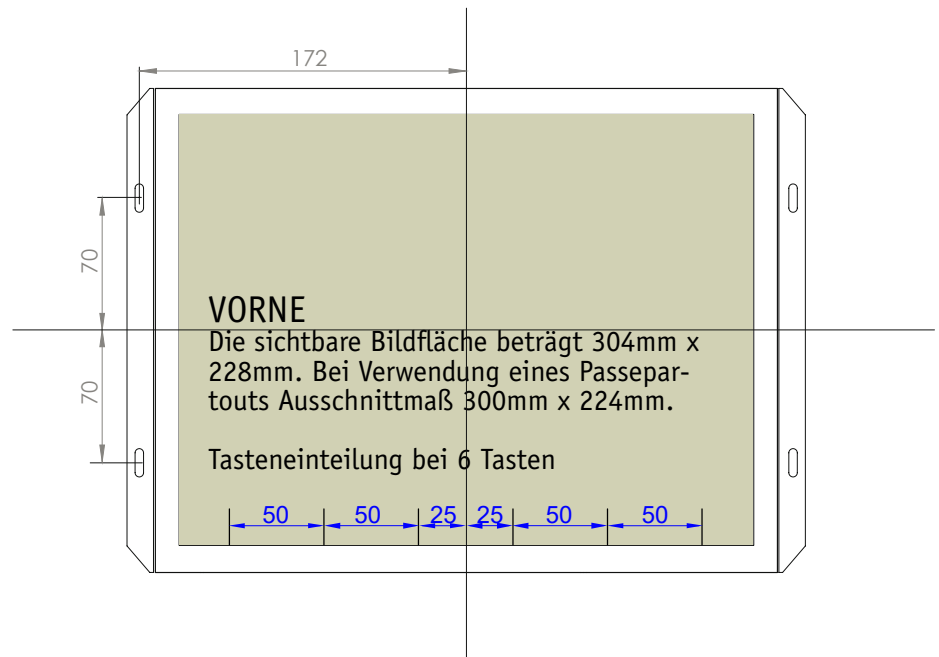 172
70
VORNE
Die sichtbare Bildfläche beträgt 304mm x
228mm. Bei Verwendung eines Passepar-
touts Ausschnittmaß 300mm x 224mm.
70
Tasteneinteilung bei 6 Tasten
50 50 25 25 50 50